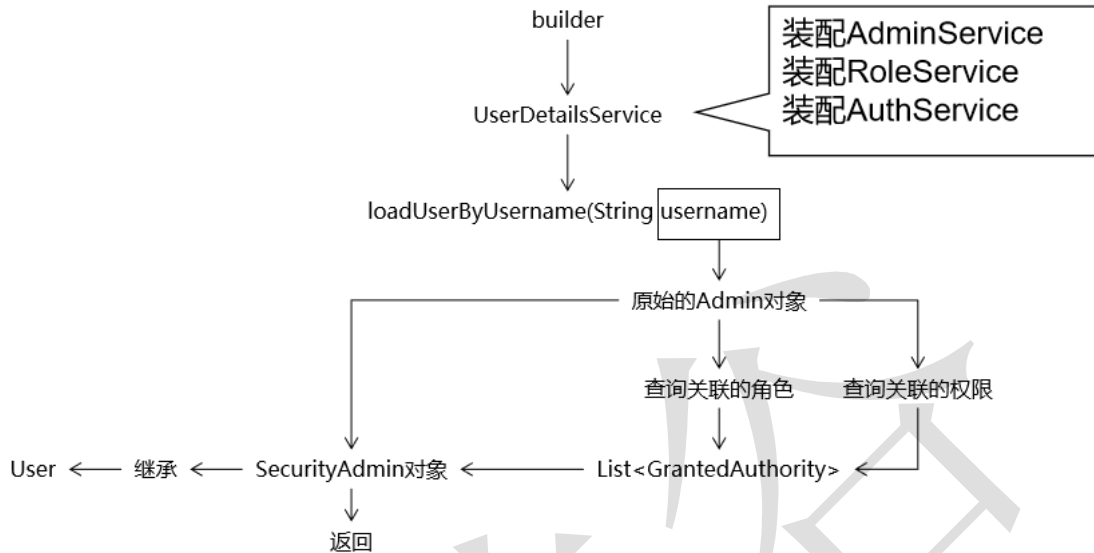 builder
装配AdminService
装配RoleService
装配AuthService
UserDetailsService
loadUserByUsername(String username)
原始的Admin对象
查询关联的角色
查询关联的权限
User
继承
SecurityAdmin对象
List<GrantedAuthority>
返回